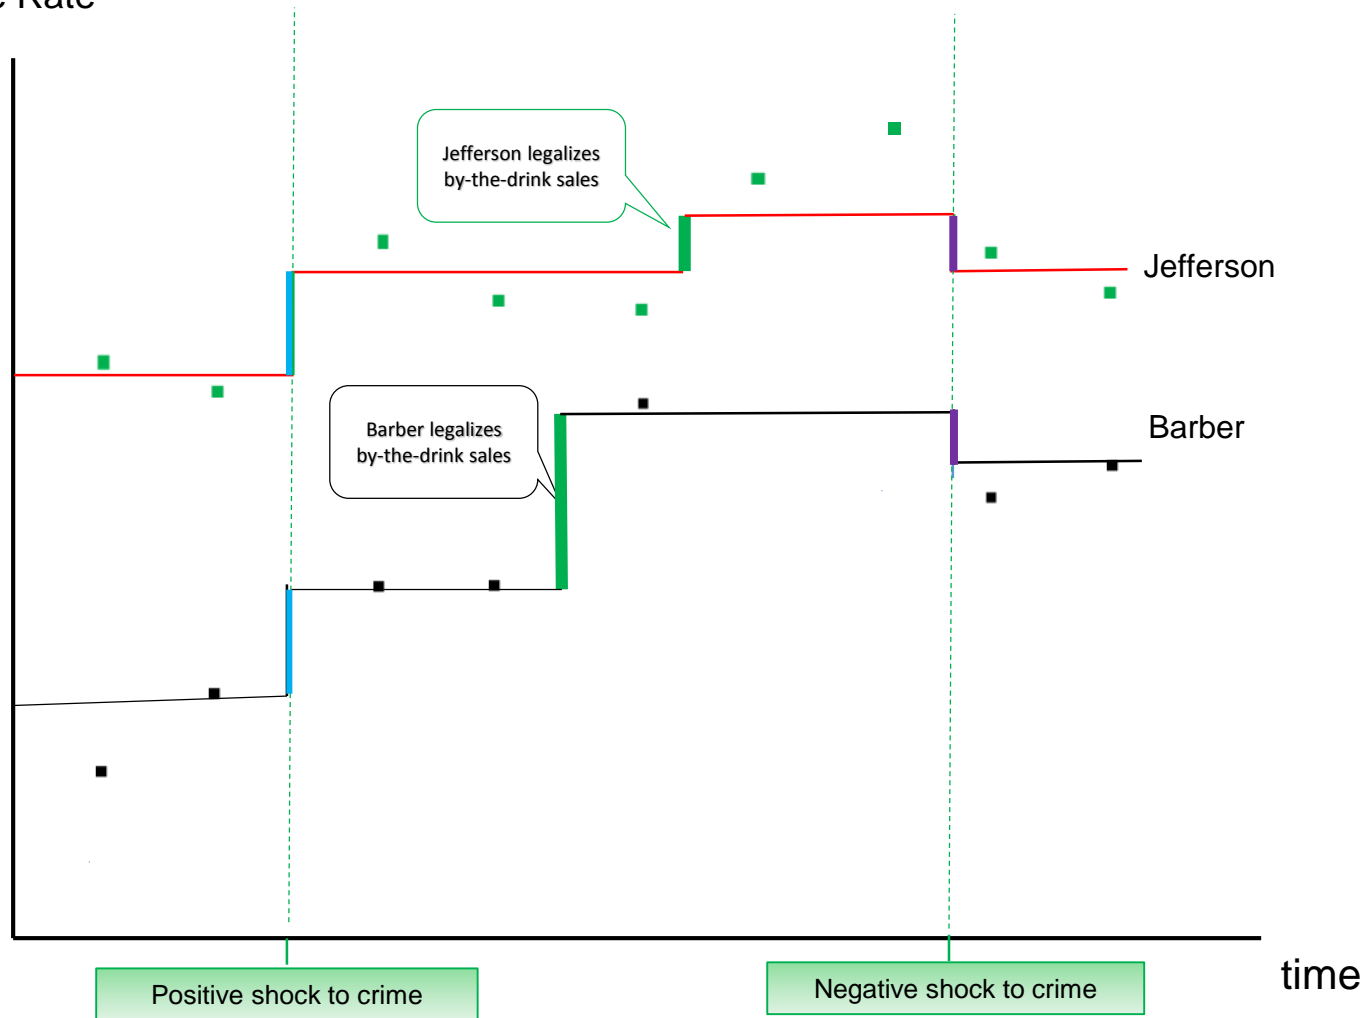 Rate
Jefferson legalizes
by-the-drink sales
Jefferson
Barber legalizes
by-the-drink sales
Barber
time
Positive shock to crime
Negative shock to crime